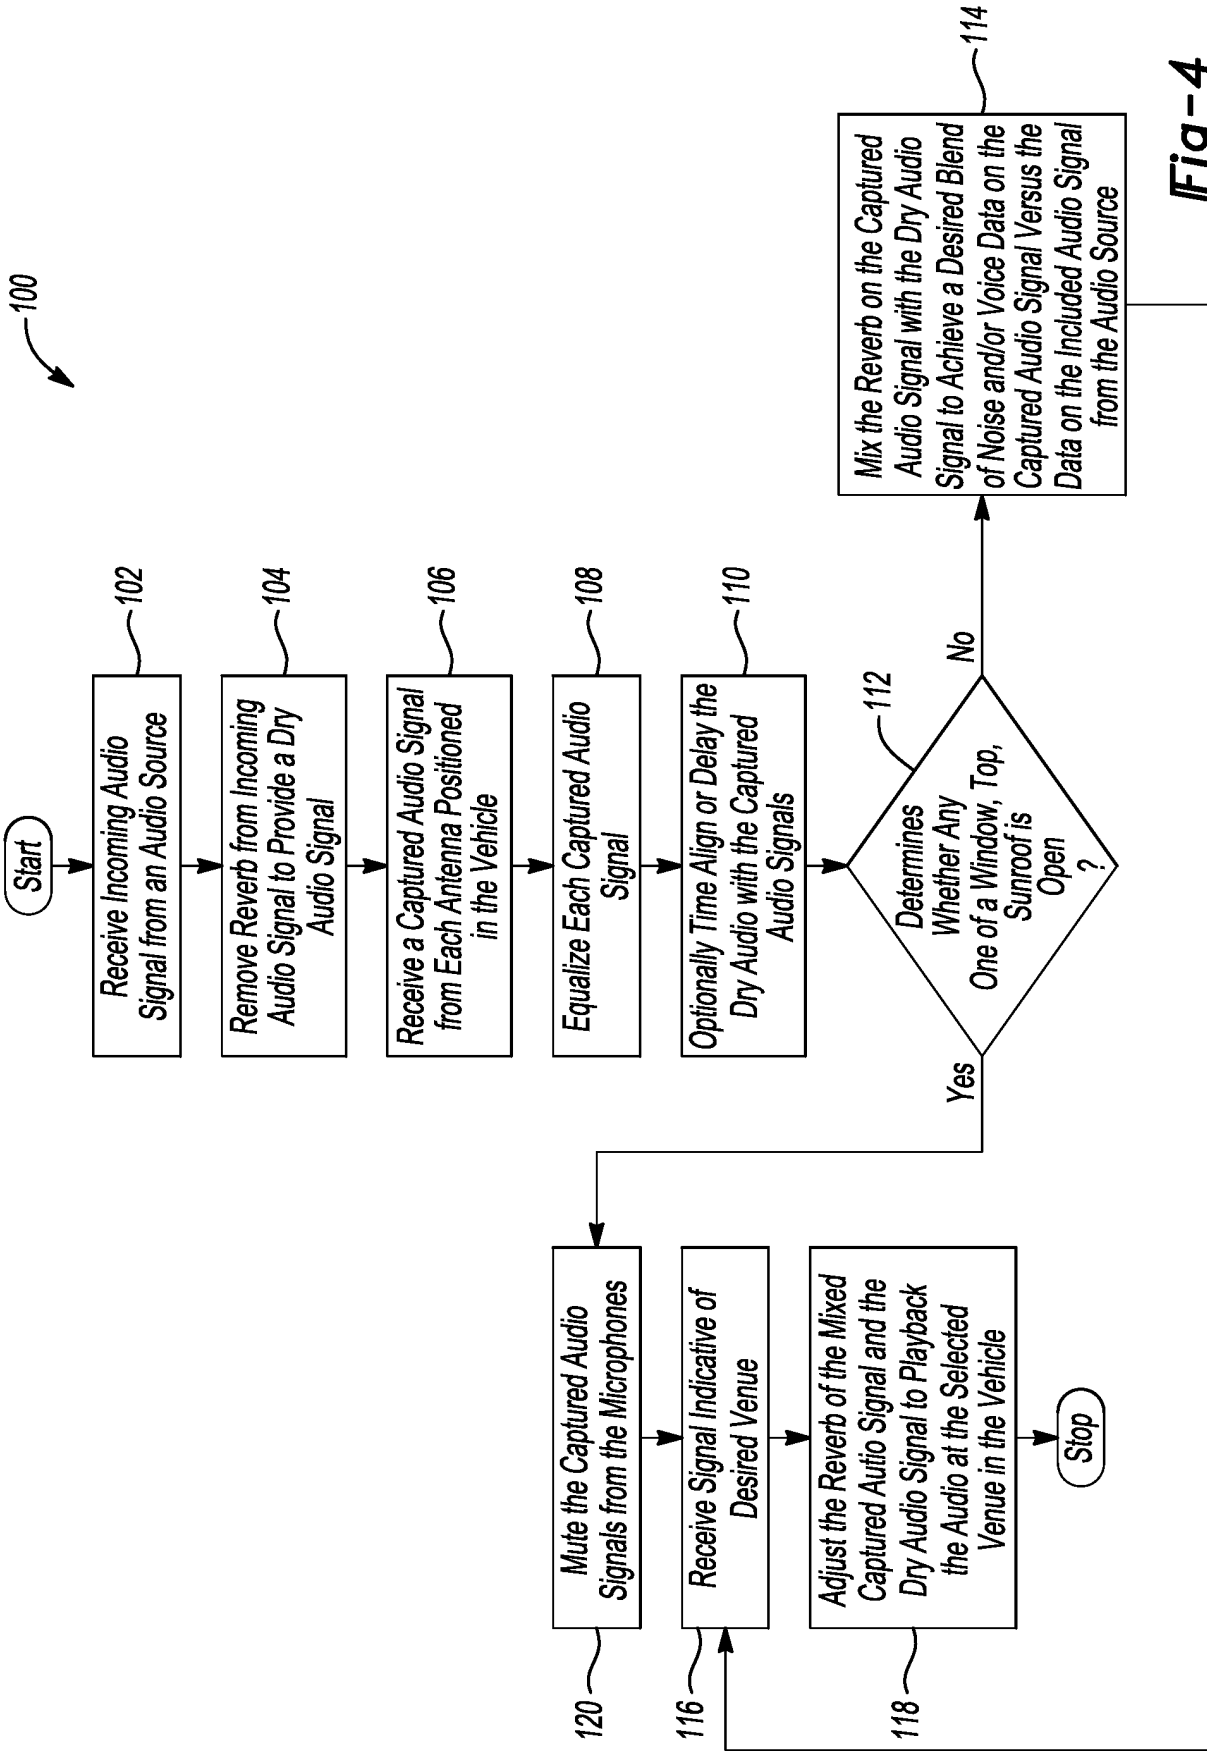 100
Start
Receive Incoming Audio
Signal from an Audio Source
102
Remove Reverb from Incoming
Audio Signal to Provide a Dry
Audio Signal
104
Receive a Captured Audio Signal
from Each Antenna Positioned
in the Vehicle
106
Equalize Each Captured Audio
Signal
108
Optionally Time Align or Delay the
Dry Audio with the Captured
Audio Signals
110
Determines
Whether Any
One of a Window, Top,
Sunroof is
Open
?
112
Yes
No
Mix the Reverb on the Captured
Audio Signal with the Dry Audio
Signal to Achieve a Desired Blend
of Noise and/or Voice Data on the
Captured Audio Signal Versus the
Data on the Included Audio Signal
from the Audio Source
114
Mute the Captured Audio
Signals from the Microphones
120
Receive Signal Indicative of
Desired Venue
116
Adjust the Reverb of the Mixed
Captured Autio Signal and the
Dry Audio Signal to Playback
the Audio at the Selected
Venue in the Vehicle
118
Stop
Fig-4